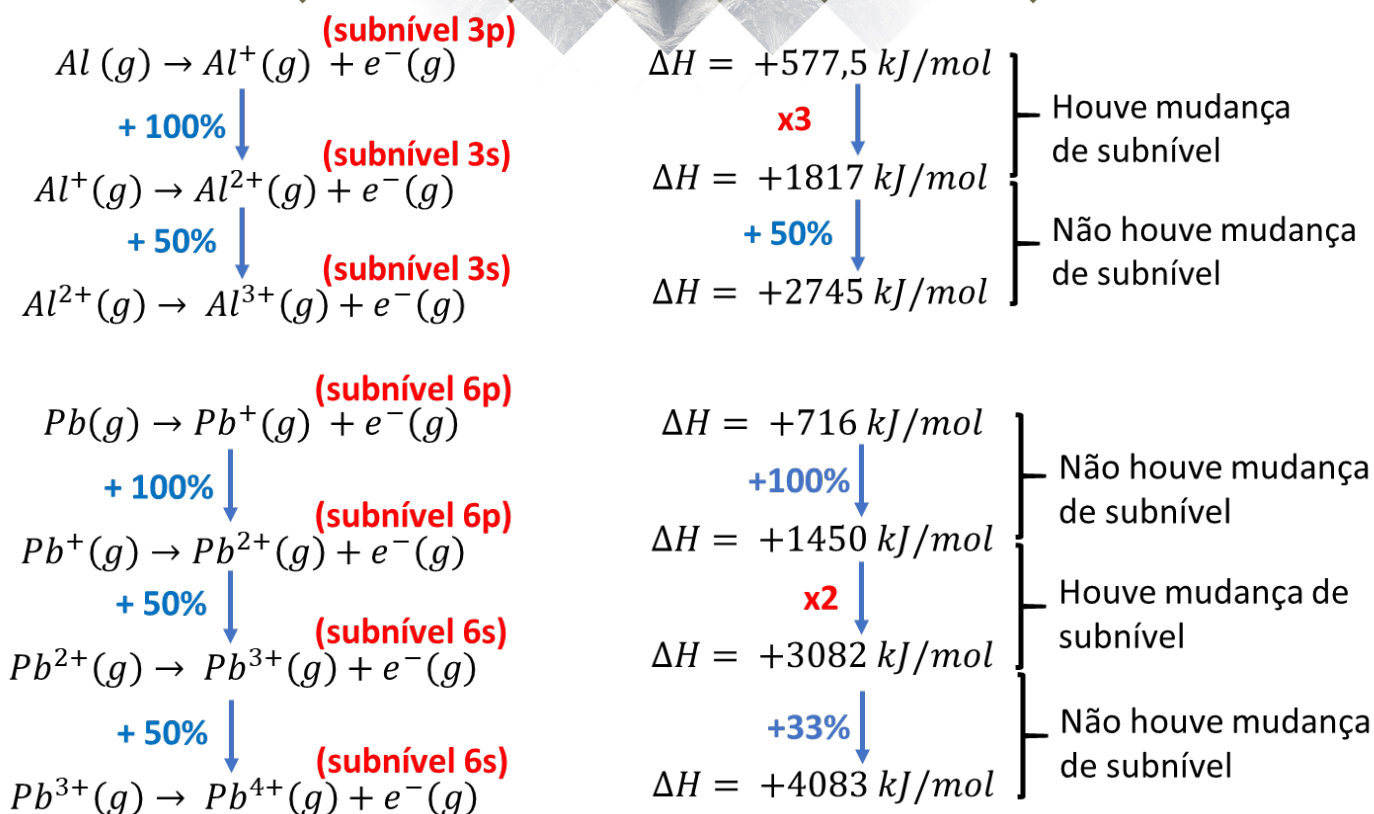 (subnível 3p)
Al (g) → Al⁺(g) + e⁻(g) ΔH = +577,5 kJ/mol
+ 100% x3 Houve mudança
de subnível
(subnível 3s)
Al⁺(g) → Al²⁺(g) + e⁻(g) ΔH = +1817 kJ/mol
+ 50% + 50% Não houve mudança
de subnível
(subnível 3s)
Al²⁺(g) → Al³⁺(g) + e⁻(g) ΔH = +2745 kJ/mol
(subnível 6p)
Pb(g) → Pb⁺(g) + e⁻(g) ΔH = +716 kJ/mol
+ 100% +100% Não houve mudança
de subnível
(subnível 6p)
Pb⁺(g) → Pb²⁺(g) + e⁻(g) ΔH = +1450 kJ/mol
+ 50% x2 Houve mudança de
subnível
(subnível 6s)
Pb²⁺(g) → Pb³⁺(g) + e⁻(g) ΔH = +3082 kJ/mol
+ 50% +33% Não houve mudança
de subnível
(subnível 6s)
Pb³⁺(g) → Pb⁴⁺(g) + e⁻(g) ΔH = +4083 kJ/mol